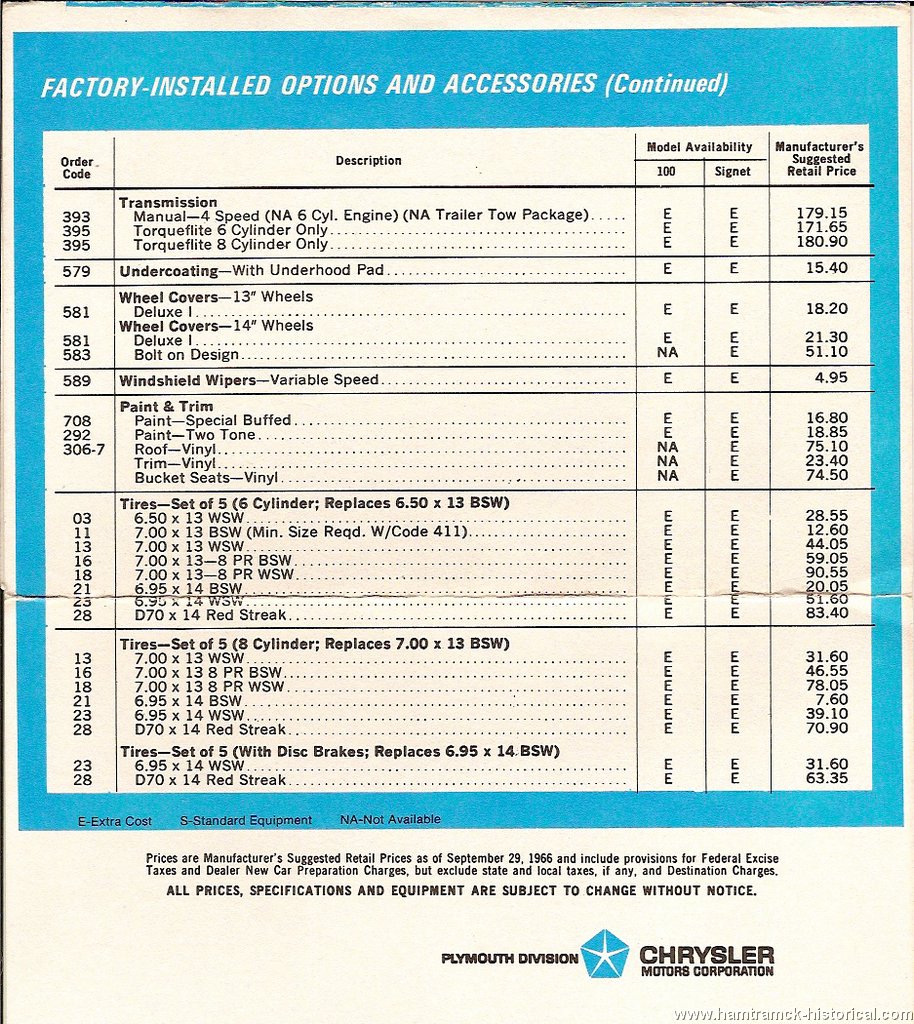 FACTORY-INSTALLED OPTIONS AND ACCESSORIES (Continued)
Order Code Description Model Availability 100 Signet Manufacturer's Suggested Retail Price
Transmission
393 Manual—4 Speed (NA 6 Cyl. Engine) (NA Trailer Tow Package)..... E E 179.15
395 Torqueflite 6 Cylinder Only..... E E 171.65
395 Torqueflite 8 Cylinder Only..... E E 180.90
579 Undercoating—With Underhood Pad..... E E 15.40
Wheel Covers—13" Wheels
581 Deluxe I..... E E 18.20
Wheel Covers—14" Wheels
581 Deluxe I..... E E 21.30
583 Bolt on Design..... NA E 51.10
589 Windshield Wipers—Variable Speed..... E E 4.95
Paint & Trim
708 Paint—Special Buffed..... E E 16.80
292 Paint—Two Tone..... E E 18.85
306-7 Roof—Vinyl..... NA E 75.10
Trim—Vinyl..... NA E 23.40
Bucket Seats—Vinyl..... NA E 74.50
Tires—Set of 5 (6 Cylinder; Replaces 6.50 x 13 BSW)
03 6.50 x 13 WSW..... E E 28.55
11 7.00 x 13 BSW (Min. Size Reqd. W/Code 411)..... E E 12.60
13 7.00 x 13 WSW..... E E 44.05
16 7.00 x 13—8 PR BSW..... E E 59.05
18 7.00 x 13—8 PR WSW..... E E 90.55
21 6.95 x 14 BSW..... E E 20.05
23 6.95 x 14 WSW..... E E 51.60
28 D70 x 14 Red Streak..... E E 83.40
Tires—Set of 5 (8 Cylinder; Replaces 7.00 x 13 BSW)
13 7.00 x 13 WSW..... E E 31.60
16 7.00 x 13 8 PR BSW..... E E 46.55
18 7.00 x 13 8 PR WSW..... E E 78.05
21 6.95 x 14 BSW..... E E 7.60
23 6.95 x 14 WSW..... E E 39.10
28 D70 x 14 Red Streak..... E E 70.90
Tires—Set of 5 (With Disc Brakes; Replaces 6.95 x 14 BSW)
23 6.95 x 14 WSW..... E E 31.60
28 D70 x 14 Red Streak..... E E 63.35
E-Extra Cost S-Standard Equipment NA-Not Available
Prices are Manufacturer's Suggested Retail Prices as of September 29, 1966 and include provisions for Federal Excise
Taxes and Dealer New Car Preparation Charges, but exclude state and local taxes, if any, and Destination Charges.
ALL PRICES, SPECIFICATIONS AND EQUIPMENT ARE SUBJECT TO CHANGE WITHOUT NOTICE.
PLYMOUTH DIVISION CHRYSLER
MOTORS CORPORATION
www.hamtramck-historical.com